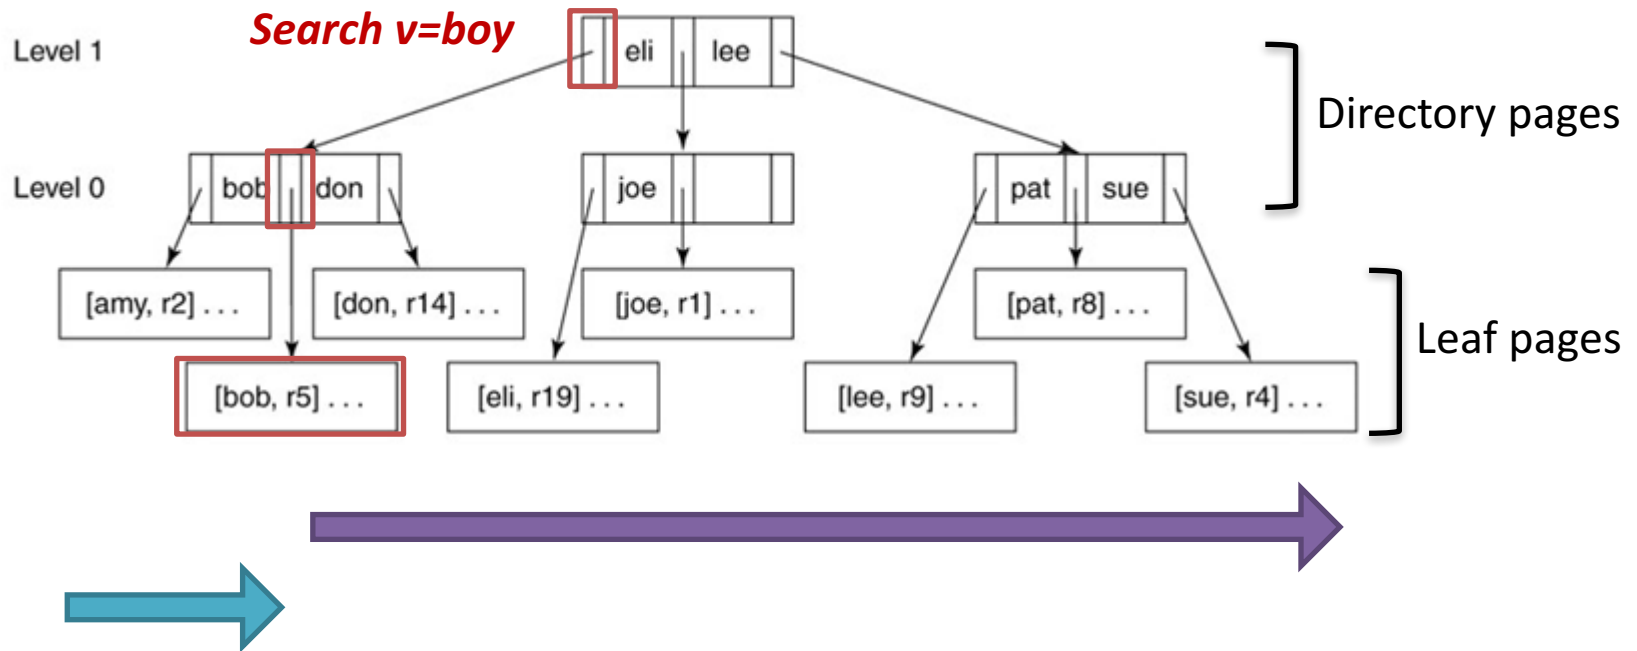 Search v=boy
Level 1
eli
lee
Directory pages
Level 0
bob
don
joe
pat
sue
[amy, r2] . . .
[don, r14] . . .
[joe, r1] . . .
[pat, r8] . . .
Leaf pages
[bob, r5] . . .
[eli, r19] . . .
[lee, r9] . . .
[sue, r4] . . .